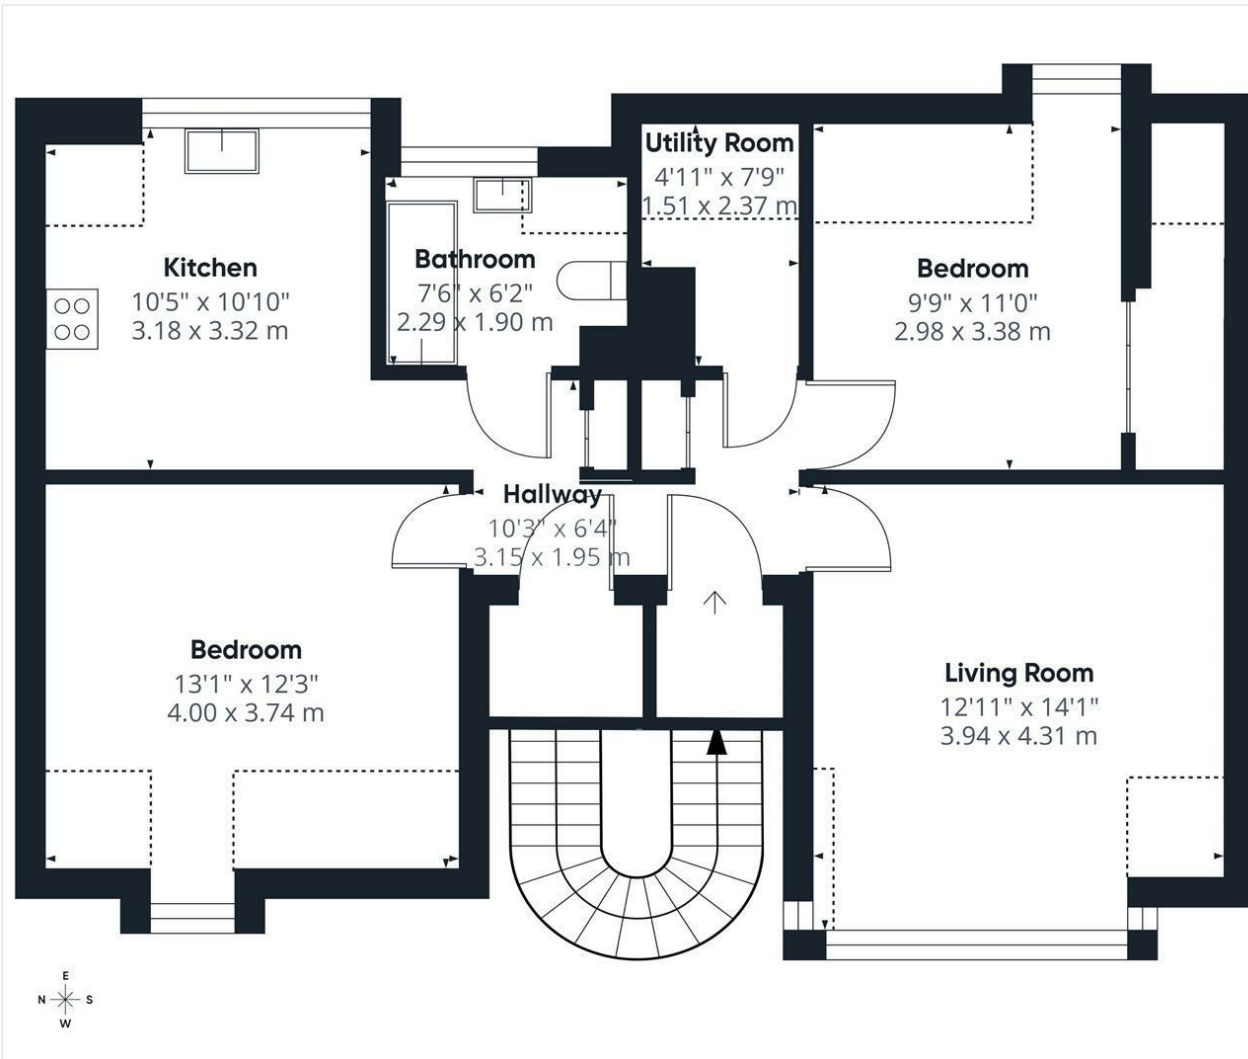 Utility Room
4'11" x 7'9"
1.51 x 2.37 m
Kitchen
10'5" x 10'10"
3.18 x 3.32 m
Bathroom
7'6" x 6'2"
2.29 x 1.90 m
Bedroom
9'9" x 11'0"
2.98 x 3.38 m
Hallway
10'3" x 6'4"
3.15 x 1.95 m
Bedroom
13'1" x 12'3"
4.00 x 3.74 m
Living Room
12'11" x 14'1"
3.94 x 4.31 m
E
N S
W